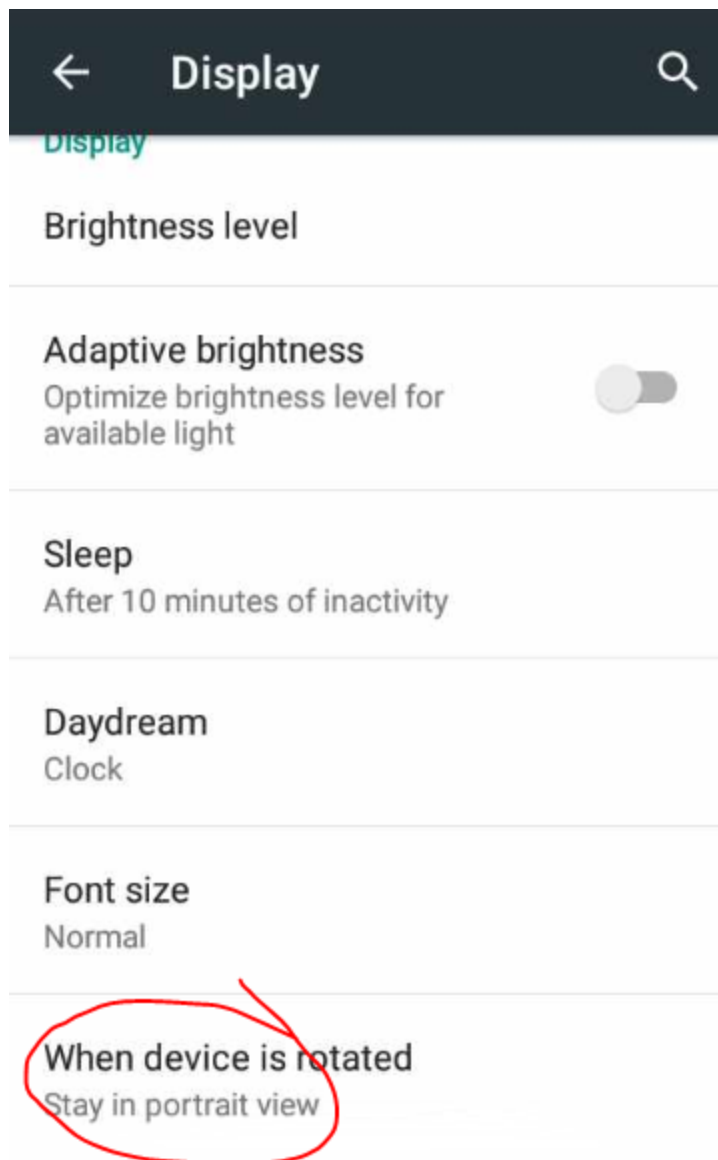 Display
Display
Brightness level
Adaptive brightness
Optimize brightness level for
available light
Sleep
After 10 minutes of inactivity
Daydream
Clock
Font size
Normal
When device is rotated
Stay in portrait view